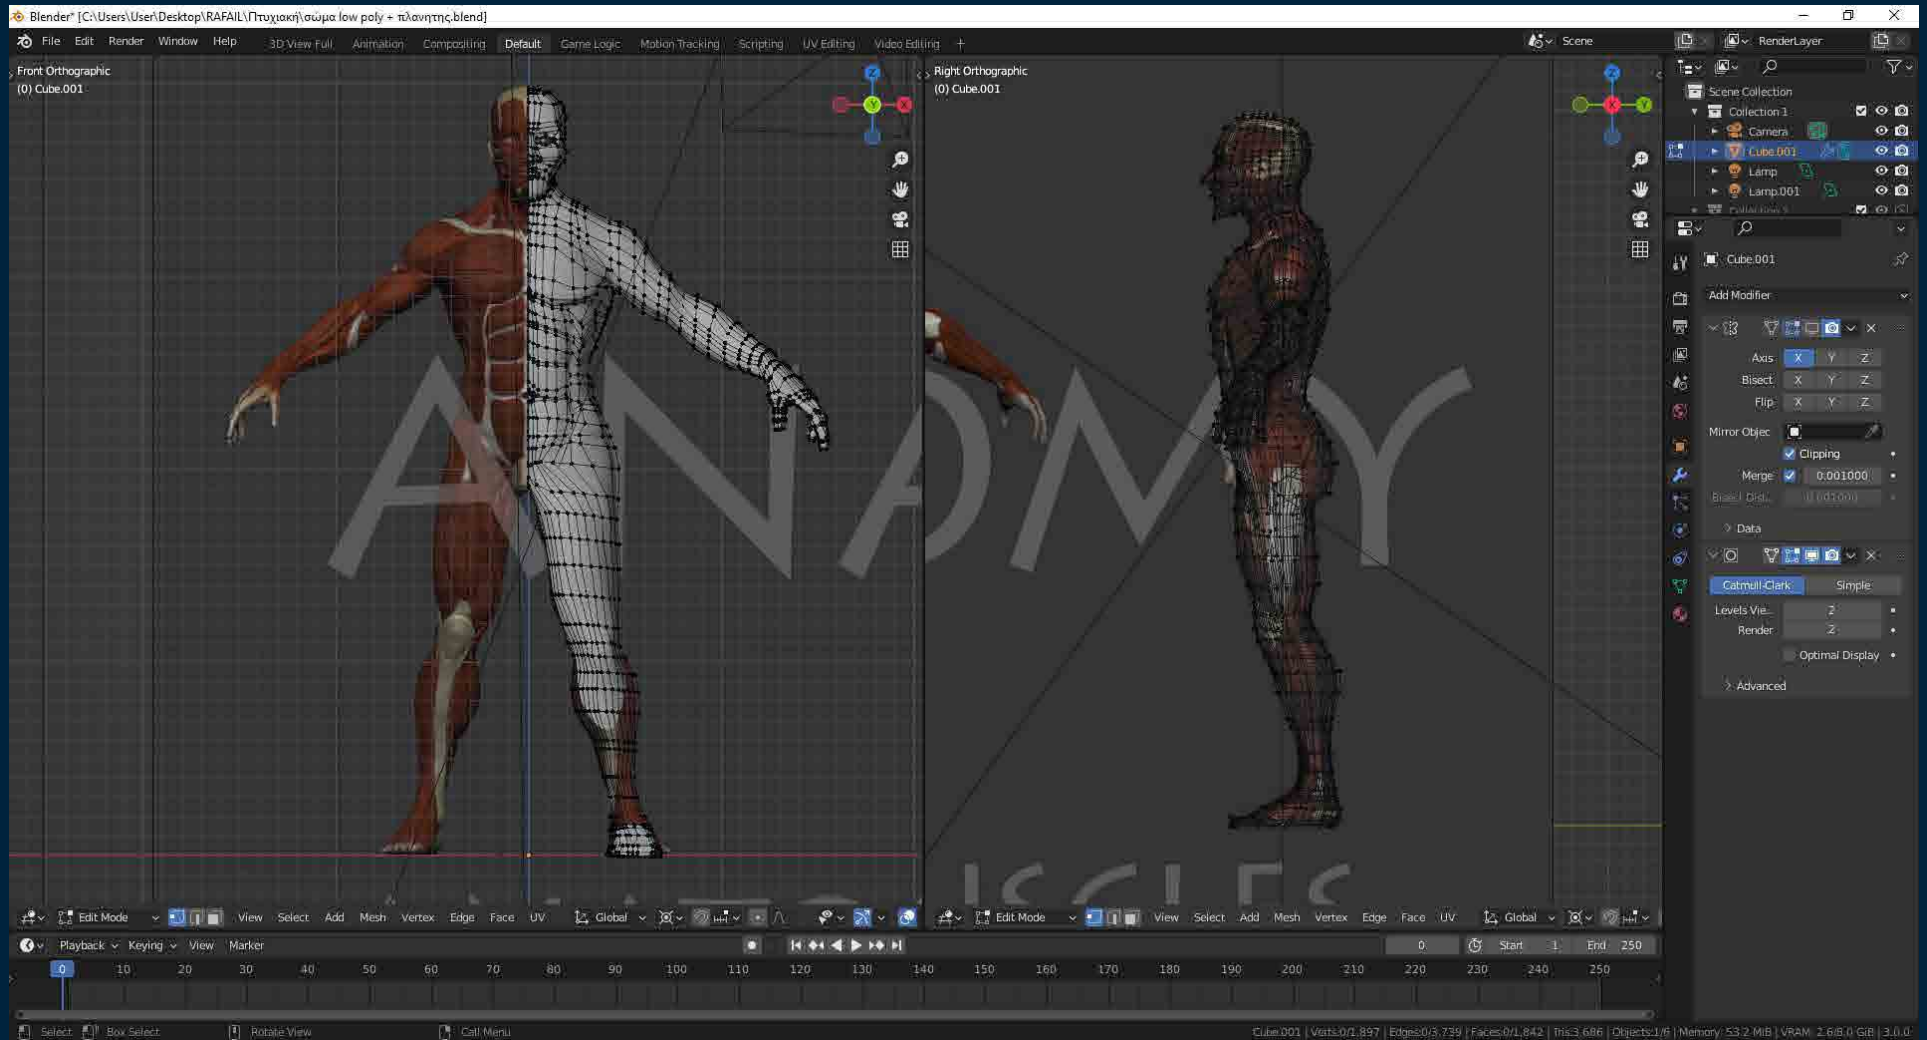 Blender* [C:\Users\User\Desktop\RAFAIL\Πτυχιακή\σώμα low poly + πλανητης.blend]
File Edit Render Window Help 3D View Full Animation Compositing Default Game Logic Motion Tracking Scripting UV Editing Video Editing + Scene RenderLayer
Front Orthographic
(0) Cube.001
Right Orthographic
(0) Cube.001
Z
Y X
Z
X Y
Scene Collection
Collection 1
Camera
Cube.001
Lamp
Lamp.001
Cube.001
Add Modifier
Axis X Y Z
Bisect X Y Z
Flip X Y Z
Mirror Objec
Clipping
Merge 0.001000
Bisect Dist... 0.001000
Data
Catmull-Clark Simple
Levels Vie... 2
Render 2
Optimal Display
Advanced
Edit Mode View Select Add Mesh Vertex Edge Face UV Global
Edit Mode View Select Add Mesh Vertex Edge Face UV Global
Playback Keying View Marker 0 Start 1 End 250
0 10 20 30 40 50 60 70 80 90 100 110 120 130 140 150 160 170 180 190 200 210 220 230 240 250
Select Box Select Rotate View Call Menu Cube.001 | Verts:0/1,897 | Edges:0/3,739 | Faces:0/1,842 | Tris:3,686 | Objects:1/6 | Memory: 53.2 MiB | VRAM: 2.6/8.0 GiB | 3.0.0